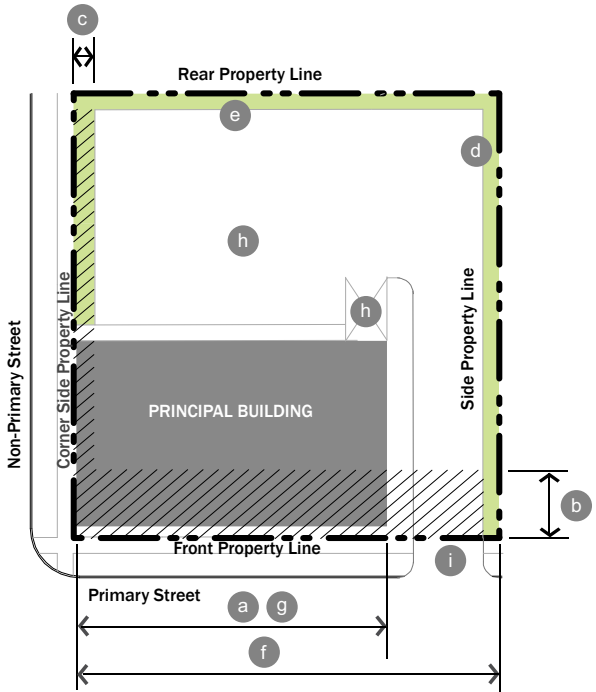 c
Rear Property Line
e
d
h
h
Corner Side Property Line
Side Property Line
Non-Primary Street
PRINCIPAL BUILDING
b
Front Property Line
i
Primary Street
a g
f